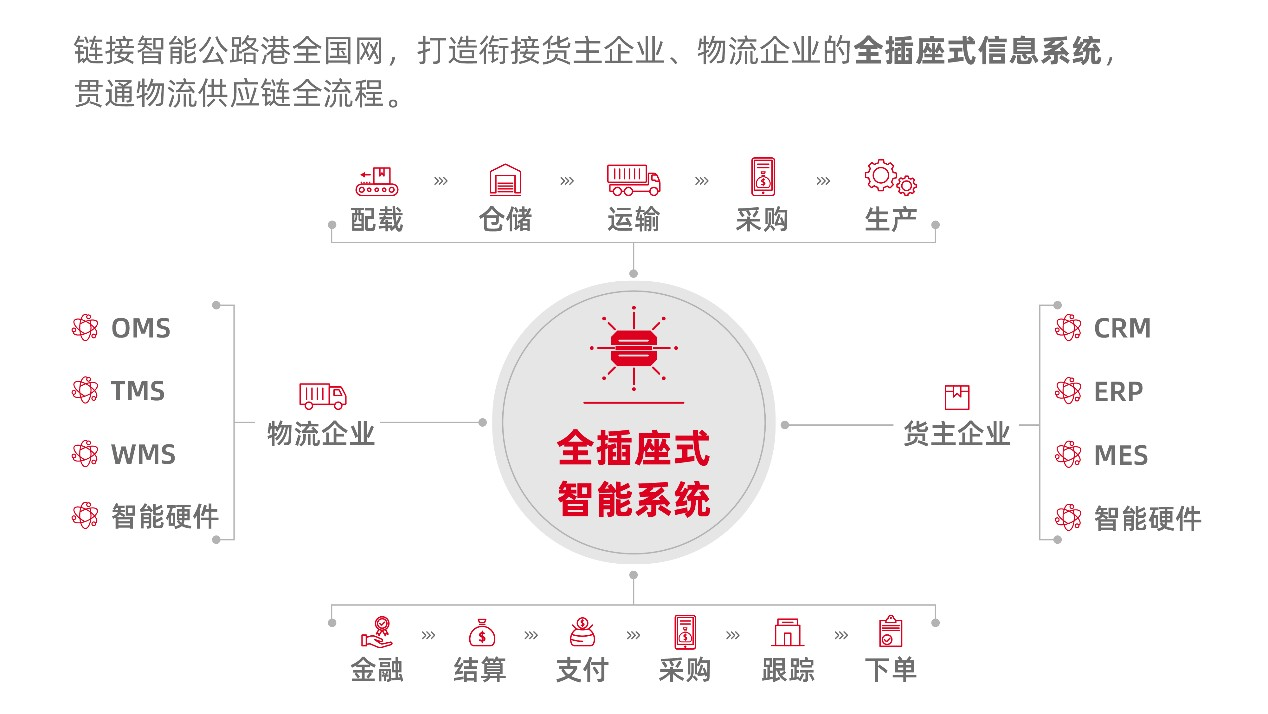 链接智能公路港全国网，打造衔接货主企业、物流企业的全插座式信息系统，
贯通物流供应链全流程。
配载
仓储
运输
采购
生产
OMS
TMS
WMS
智能硬件
物流企业
全插座式
智能系统
货主企业
CRM
ERP
MES
智能硬件
金融
结算
支付
采购
跟踪
下单